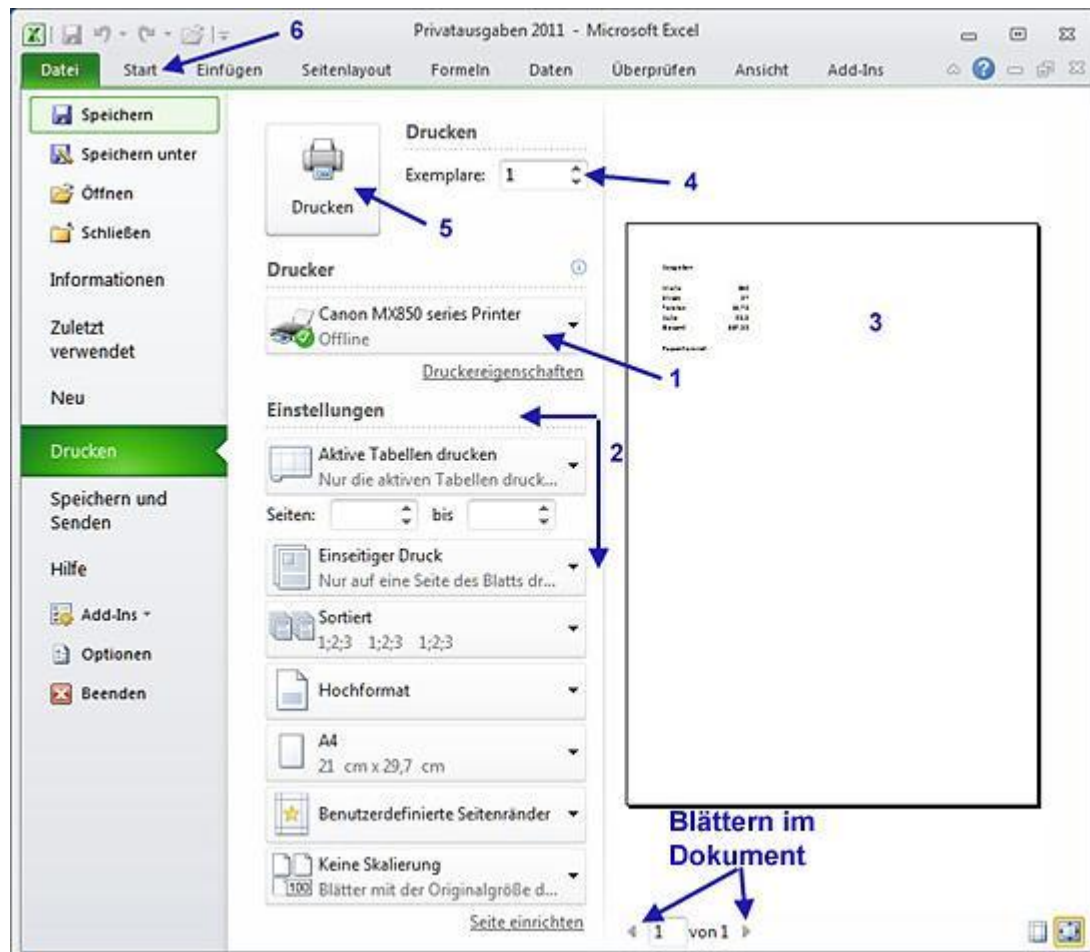 6
Privatausgaben 2011 - Microsoft Excel
Datei Start Einfügen Seitenlayout Formeln Daten Überprüfen Ansicht Add-Ins
Speichern
Speichern unter
Öffnen
Schließen
Informationen
Zuletzt
verwendet
Neu
Drucken
Speichern und
Senden
Hilfe
Add-Ins
Optionen
Beenden
Drucken
Drucken
Exemplare: 1
4
5
Drucker
Canon MX850 series Printer
Offline
1
Druckereigenschaften
Einstellungen
2
Aktive Tabellen drucken
Nur die aktiven Tabellen druck...
Seiten: bis
Einseitiger Druck
Nur auf eine Seite des Blatts dr...
Sortiert
1;2;3 1;2;3 1;2;3
Hochformat
A4
21 cm x 29,7 cm
Benutzerdefinierte Seitenränder
Keine Skalierung
100
Blätter mit der Originalgröße d...
Seite einrichten
3
Blättern im
Dokument
1 von 1